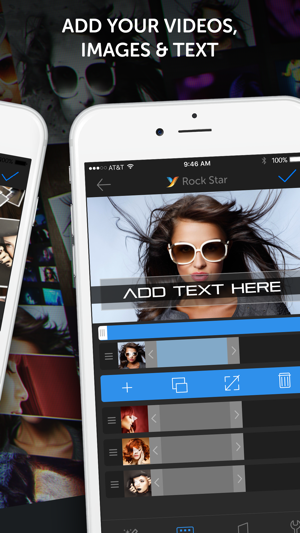 ADD YOUR VIDEOS,
IMAGES & TEXT
AT&T 9:46 AM 100%
Rock Star
ADD TEXT HERE